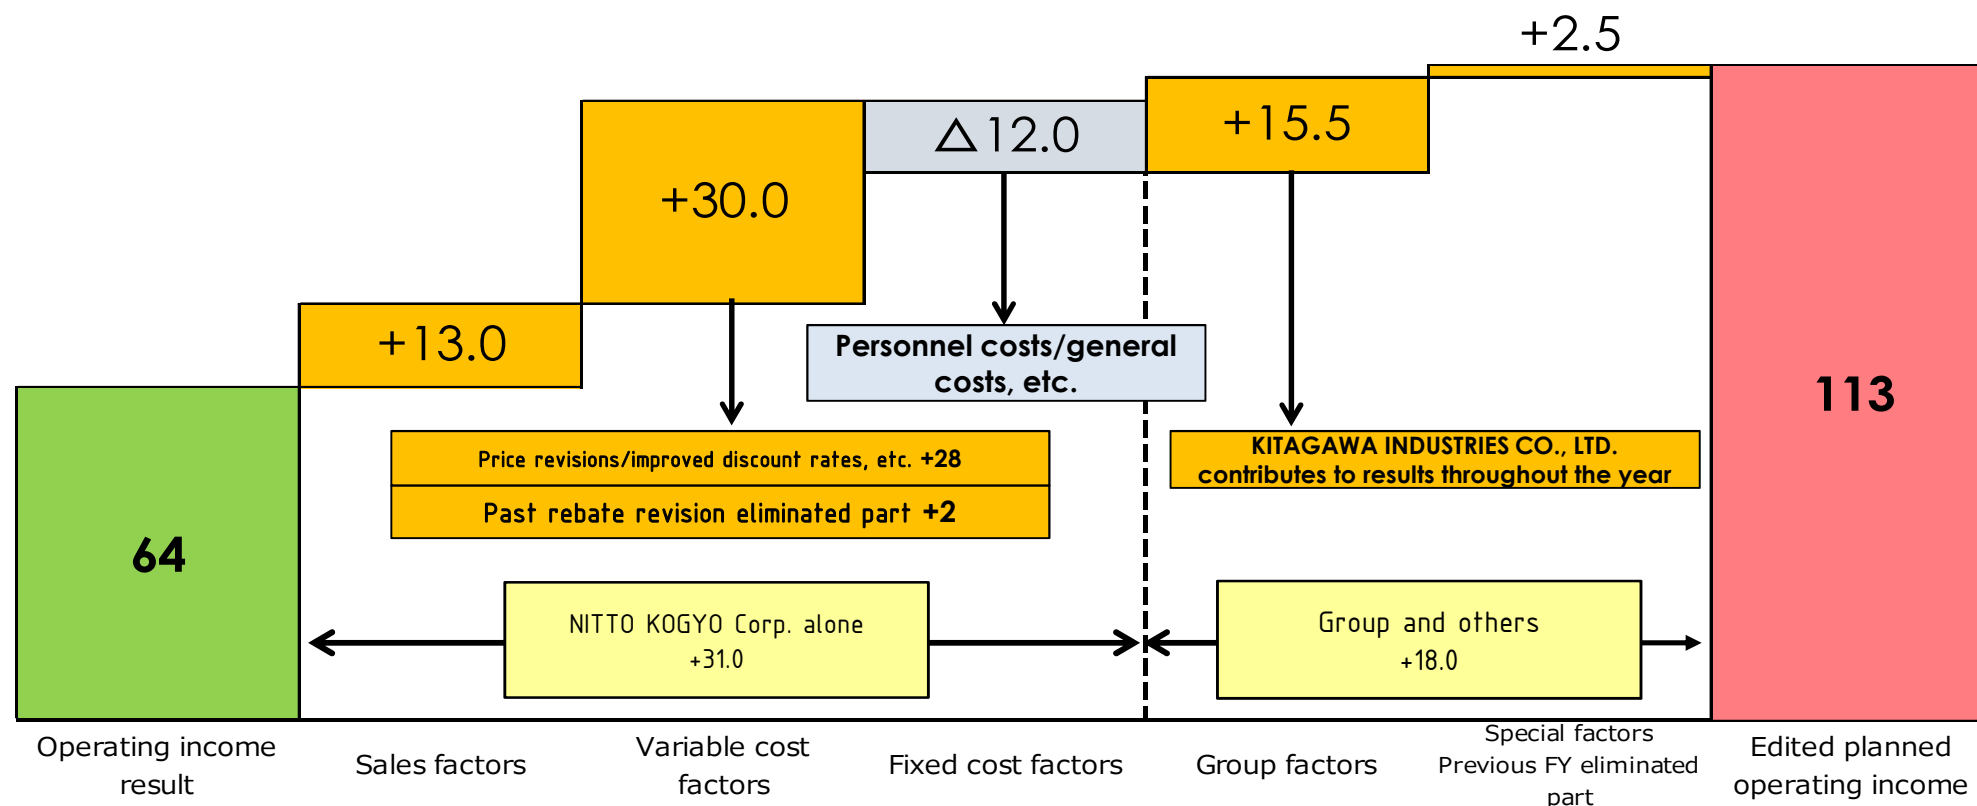 +2.5
+15.5
△12.0
+30.0
+13.0
Personnel costs/general
costs, etc.
113
Price revisions/improved discount rates, etc. +28
Past rebate revision eliminated part +2
KITAGAWA INDUSTRIES CO., LTD.
contributes to results throughout the year
64
NITTO KOGYO Corp. alone
+31.0
Group and others
+18.0
Operating income
result
Sales factors
Variable cost
factors
Fixed cost factors
Group factors
Special factors
Previous FY eliminated
part
Edited planned
operating income